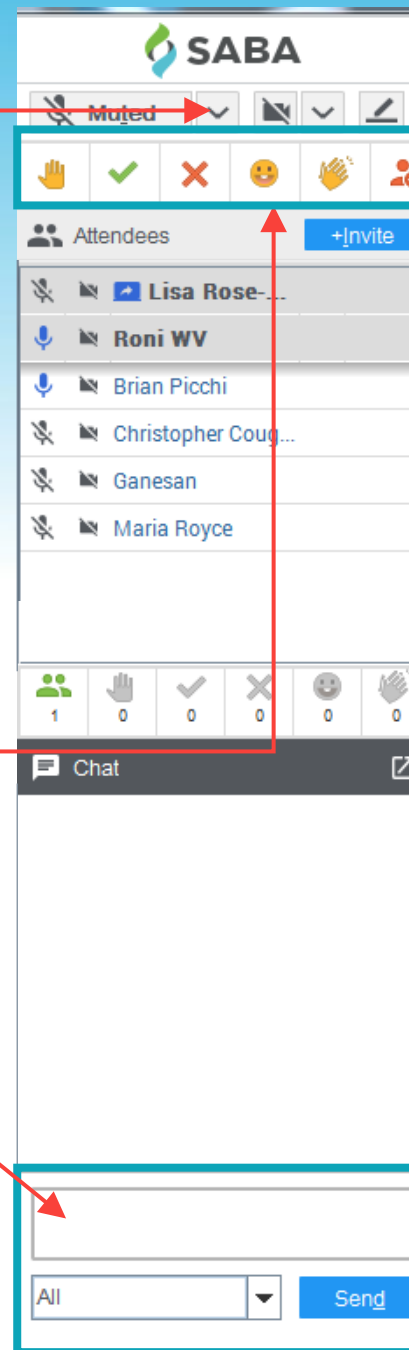 SABA
Muted
Attendees
+Invite
Lisa Rose-...
Roni WV
Brian Picchi
Christopher Coug...
Ganesan
Maria Royce
1 0 0 0 0 0
Chat
All
Send